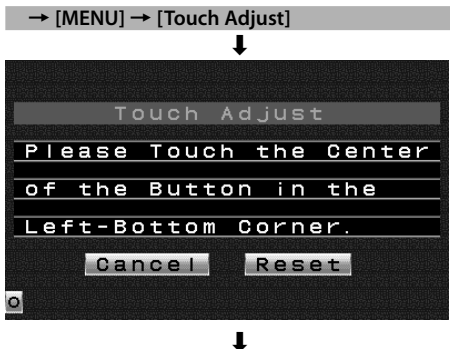 → [MENU] → [Touch Adjust]
Touch Adjust
Please Touch the Center
of the Button in the
Left-Bottom Corner.
Cancel Reset
o